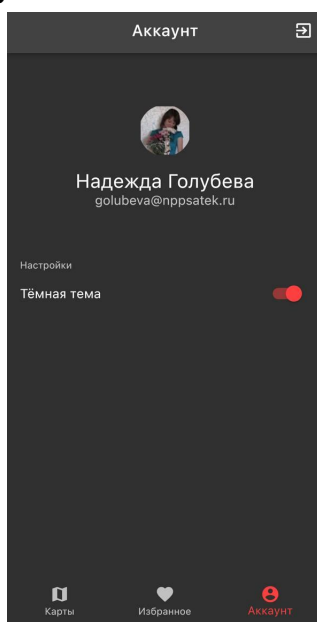 Аккаунт
Надежда Голубева
golubeva@nppsatek.ru
Настройки
Тёмная тема
Карты
Избранное
Аккаунт